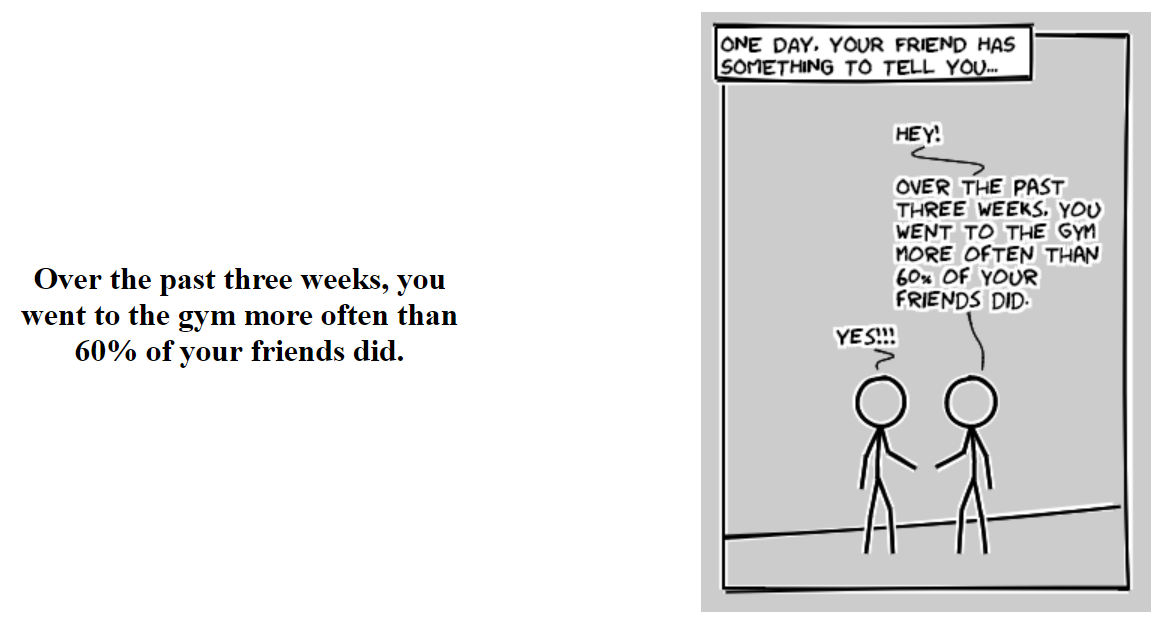 Over the past three weeks, you
went to the gym more often than
60% of your friends did.
ONE DAY, YOUR FRIEND HAS
SOMETHING TO TELL YOU...
HEY!
OVER THE PAST
THREE WEEKS, YOU
WENT TO THE GYM
MORE OFTEN THAN
60% OF YOUR
FRIENDS DID.
YES!!!